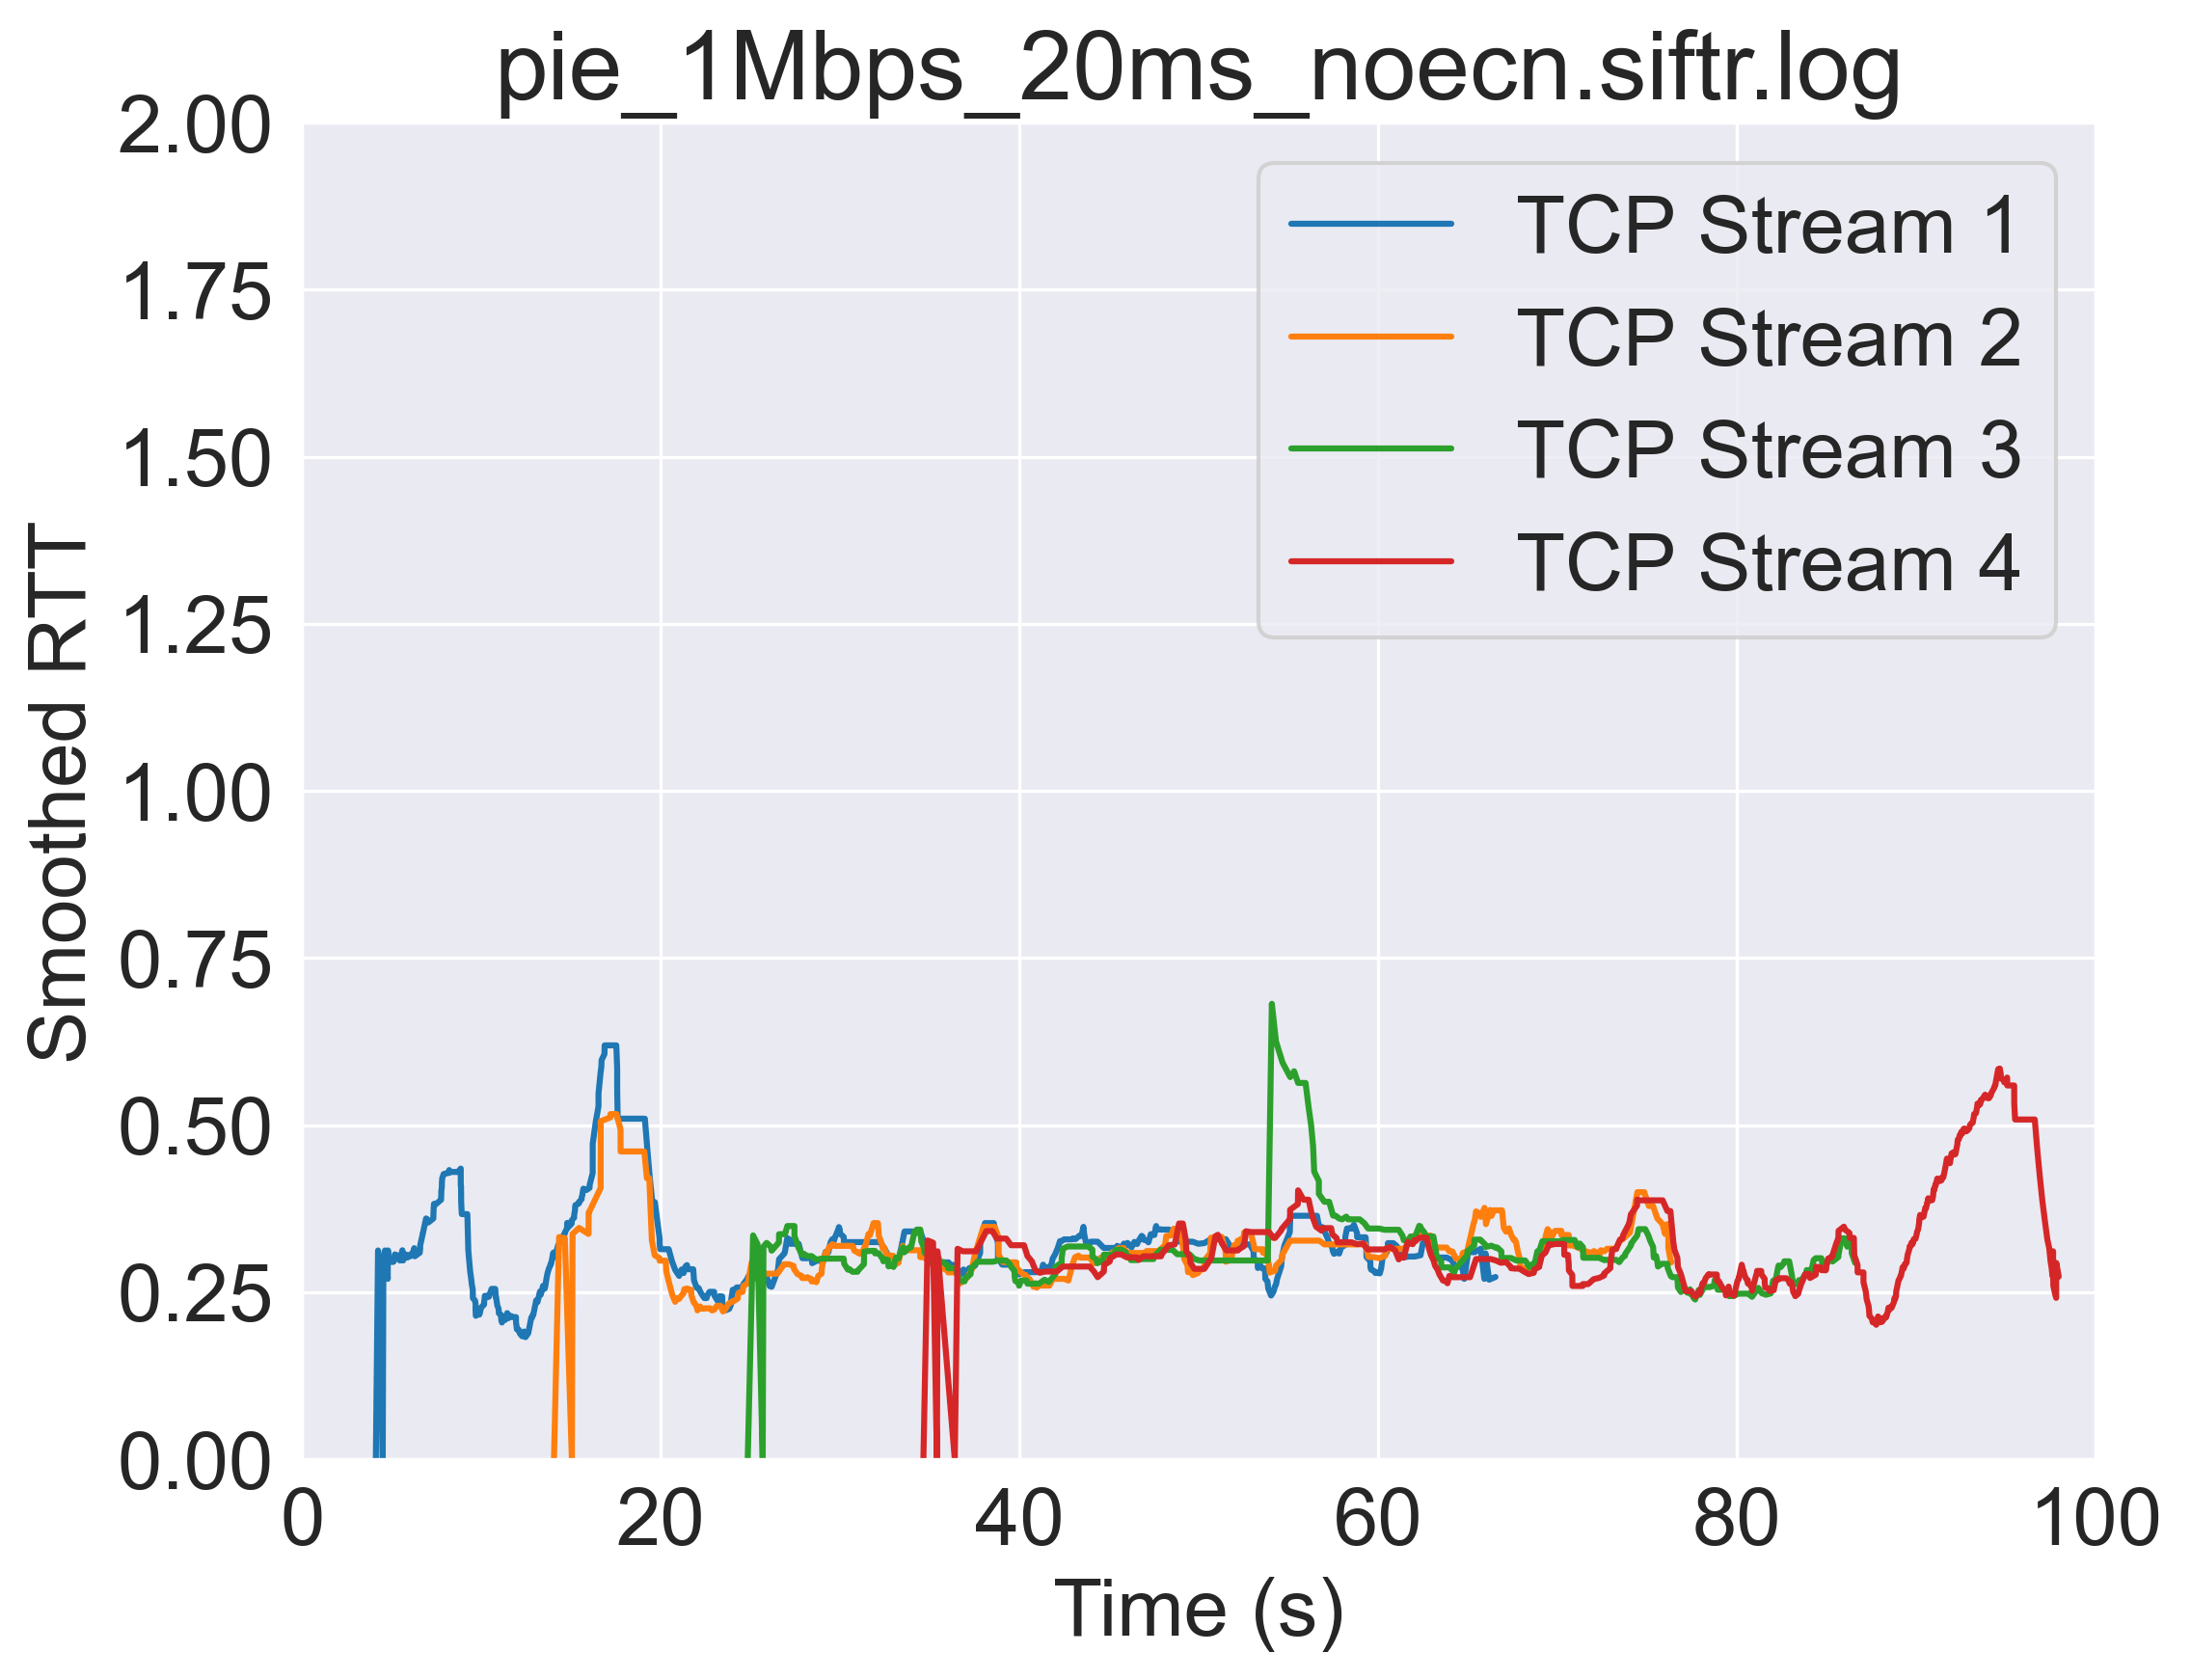 pie_1Mbps_20ms_noecn.siftr.log
2.00
1.75
1.50
1.25
1.00
0.75
0.50
0.25
0.00
Smoothed RTT
TCP Stream 1
TCP Stream 2
TCP Stream 3
TCP Stream 4
0 20 40 60 80 100
Time (s)